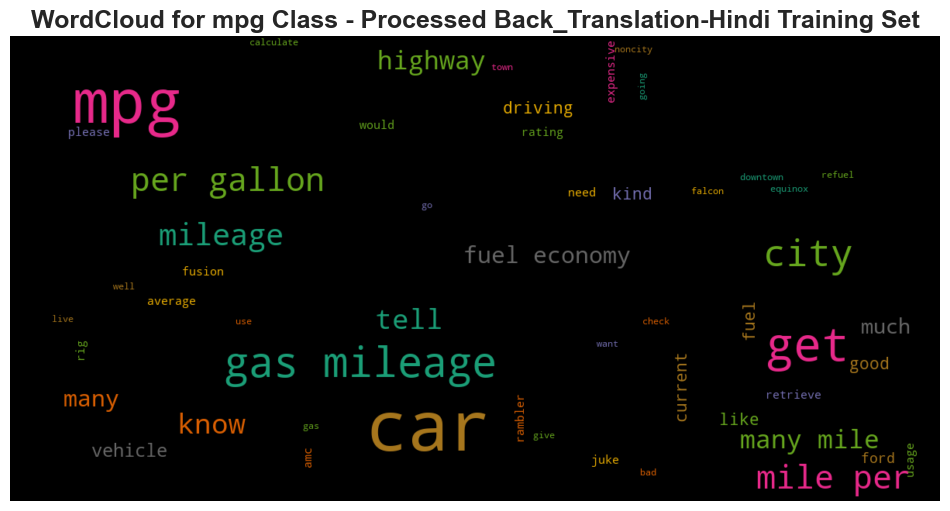 WordCloud for mpg Class - Processed Back_Translation-Hindi Training Set
calculate
highway
town
expensive
noncity
going
mpg
please
would
driving
rating
per gallon
need
kind
falcon
downtown
equinox
refuel
go
mileage
fuel economy
city
fusion
well
average
live
use
rig
tell
check
want
fuel
much
gas mileage
get
good
current
retrieve
many
know
car
rambler
like
vehicle
gas
give
many mile
amc
juke
bad
ford
usage
mile per